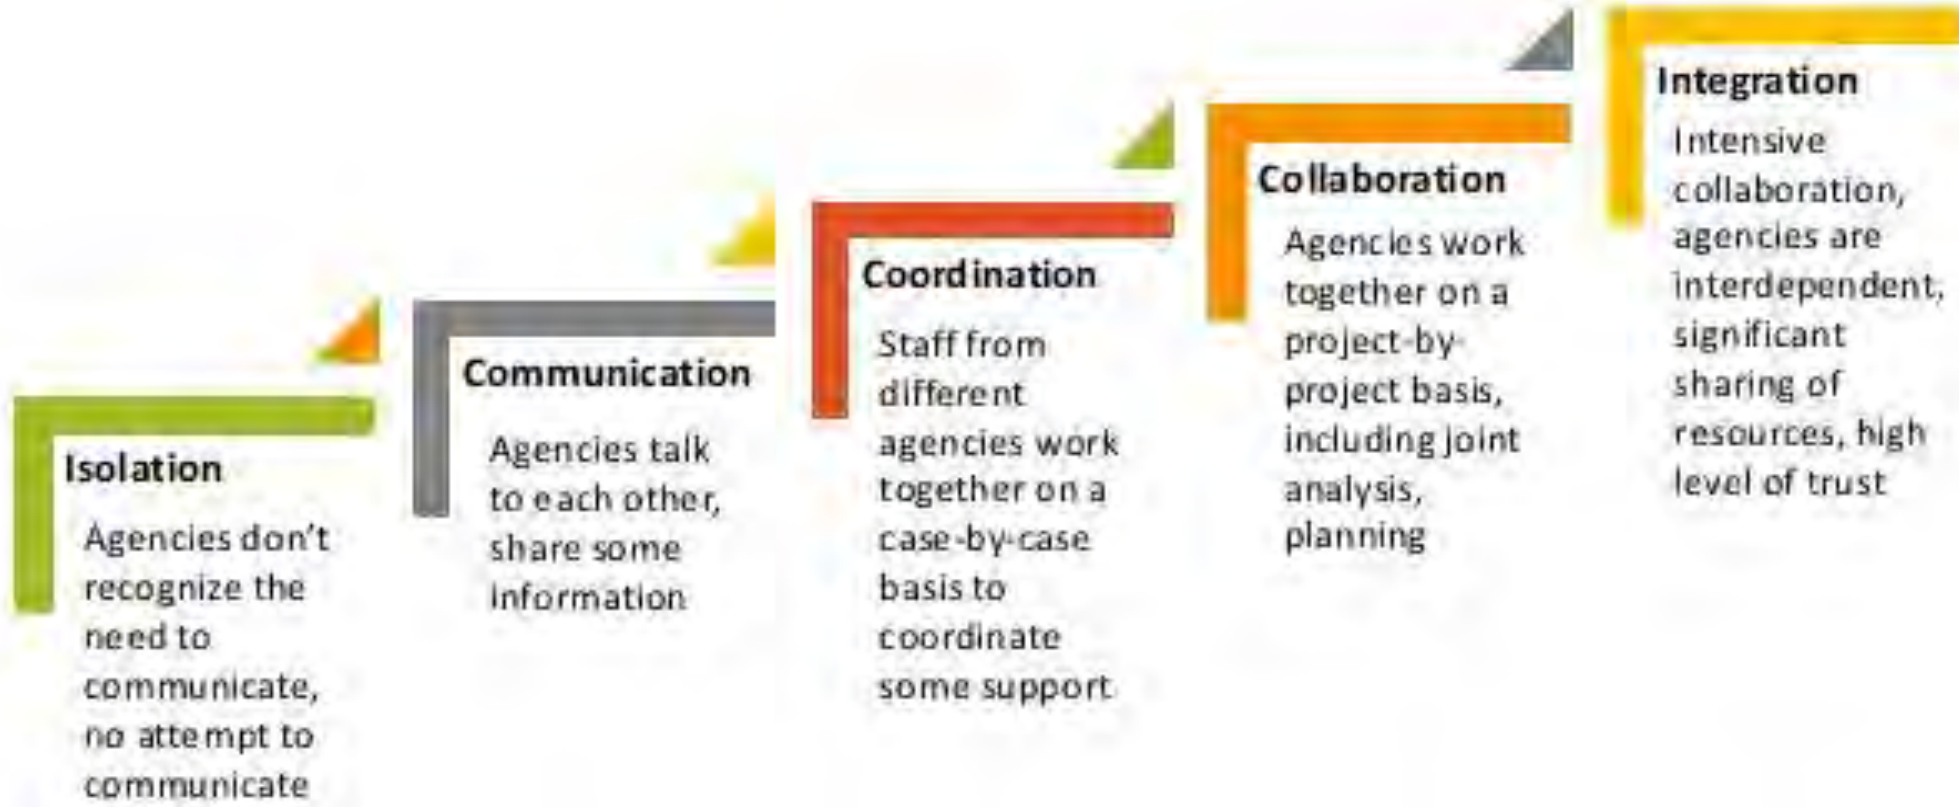 Isolation
Agencies don't
recognize the
need to
communicate,
no attempt to
communicate
Communication
Agencies talk
to each other,
share some
information
Coordination
Staff from
different
agencies work
together on a
case-by-case
basis to
coordinate
some support
Collaboration
Agencies work
together on a
project-by-
project basis,
including joint
analysis,
planning
Integration
Intensive
collaboration,
agencies are
interdependent,
significant
sharing of
resources, high
level of trust